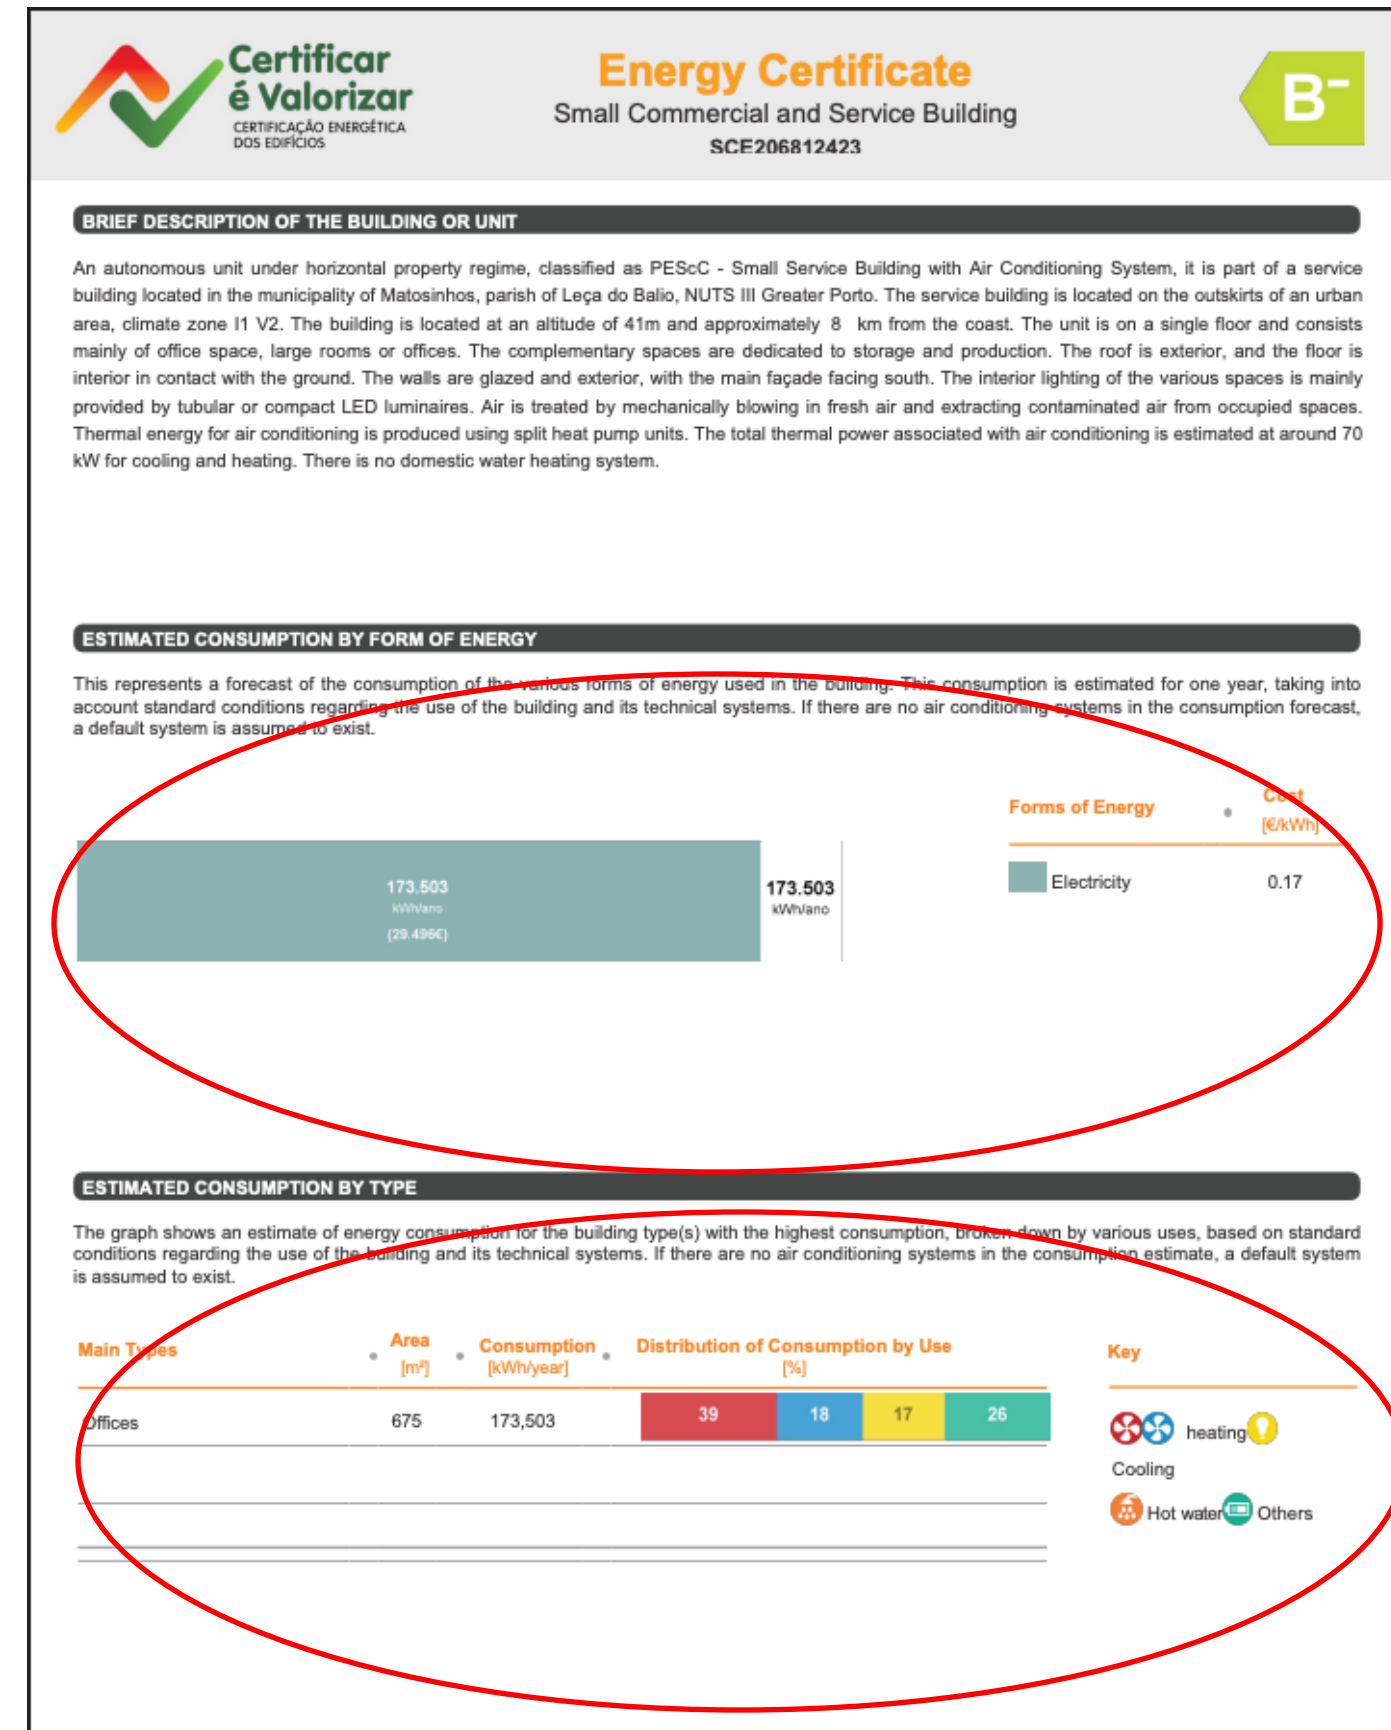 Certificar
é Valorizar
CERTIFICAÇÃO ENERGÉTICA
DOS EDIFÍCIOS
Energy Certificate
Small Commercial and Service Building
SCE206812423
B-
BRIEF DESCRIPTION OF THE BUILDING OR UNIT
An autonomous unit under horizontal property regime, classified as PEScC - Small Service Building with Air Conditioning System, it is part of a service
building located in the municipality of Matosinhos, parish of Leça do Balio, NUTS III Greater Porto. The service building is located on the outskirts of an urban
area, climate zone I1 V2. The building is located at an altitude of 41m and approximately 8 km from the coast. The unit is on a single floor and consists
mainly of office space, large rooms or offices. The complementary spaces are dedicated to storage and production. The roof is exterior, and the floor is
interior in contact with the ground. The walls are glazed and exterior, with the main façade facing south. The interior lighting of the various spaces is mainly
provided by tubular or compact LED luminaires. Air is treated by mechanically blowing in fresh air and extracting contaminated air from occupied spaces.
Thermal energy for air conditioning is produced using split heat pump units. The total thermal power associated with air conditioning is estimated at around 70
kW for cooling and heating. There is no domestic water heating system.
ESTIMATED CONSUMPTION BY FORM OF ENERGY
This represents a forecast of the consumption of the various forms of energy used in the building. This consumption is estimated for one year, taking into
account standard conditions regarding the use of the building and its technical systems. If there are no air conditioning systems in the consumption forecast,
a default system is assumed to exist.
Forms of Energy Cost
[€/kWh]
173.503
kWh/ano
(29.496€)
173.503
kWh/ano
Electricity 0.17
ESTIMATED CONSUMPTION BY TYPE
The graph shows an estimate of energy consumption for the building type(s) with the highest consumption, broken down by various uses, based on standard
conditions regarding the use of the building and its technical systems. If there are no air conditioning systems in the consumption estimate, a default system
is assumed to exist.
Main Types Area [m²] Consumption [kWh/year] Distribution of Consumption by Use [%] Key
Offices 675 173,503 39 18 17 26
heating
Cooling
Hot water Others